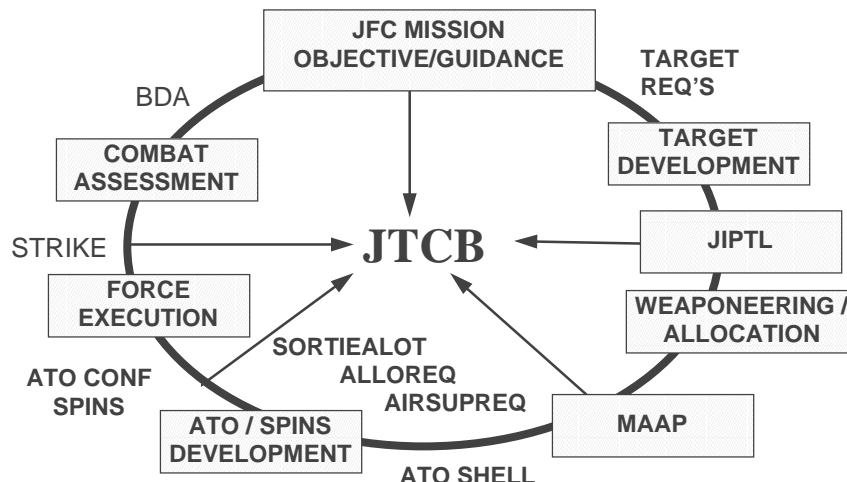 JFC MISSION
OBJECTIVE/GUIDANCE
TARGET
REQ'S
BDA
COMBAT
ASSESSMENT
TARGET
DEVELOPMENT
STRIKE
JTCB
JIPTL
FORCE
EXECUTION
WEAPONEERING /
ALLOCATION
SORTIEALOT
ALLOREQ
AIRSUPREQ
ATO CONF
SPINS
ATO / SPINS
DEVELOPMENT
MAAP
ATO SHELL